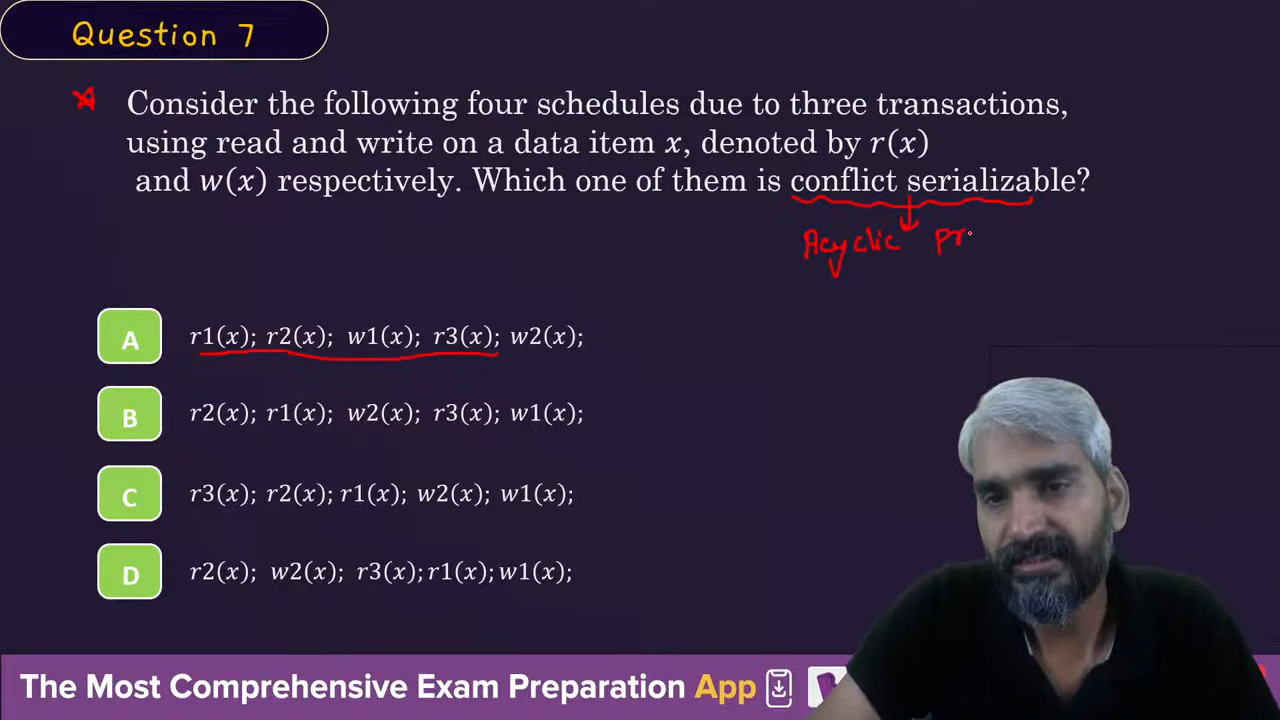 Question 7
Consider the following four schedules due to three transactions,
using read and write on a data item x, denoted by r(x)
and w(x) respectively. Which one of them is conflict serializable?
Acyclic pr
A r1(x); r2(x); w1(x); r3(x); w2(x);
B r2(x); r1(x); w2(x); r3(x); w1(x);
C r3(x); r2(x); r1(x); w2(x); w1(x);
D r2(x); w2(x); r3(x); r1(x); w1(x);
The Most Comprehensive Exam Preparation App